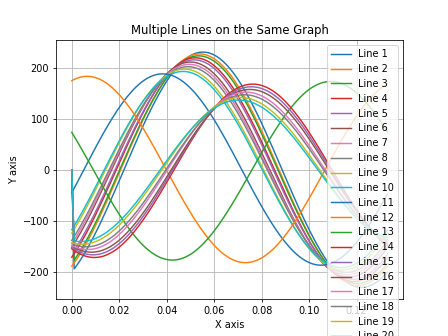 Multiple Lines on the Same Graph
Y axis
200
100
0
−100
−200
0.00
0.02
0.04
0.06
0.08
0.10
X axis
Line 1
Line 2
Line 3
Line 4
Line 5
Line 6
Line 7
Line 8
Line 9
Line 10
Line 11
Line 12
Line 13
Line 14
Line 15
Line 16
Line 17
Line 18
Line 19
Line 20